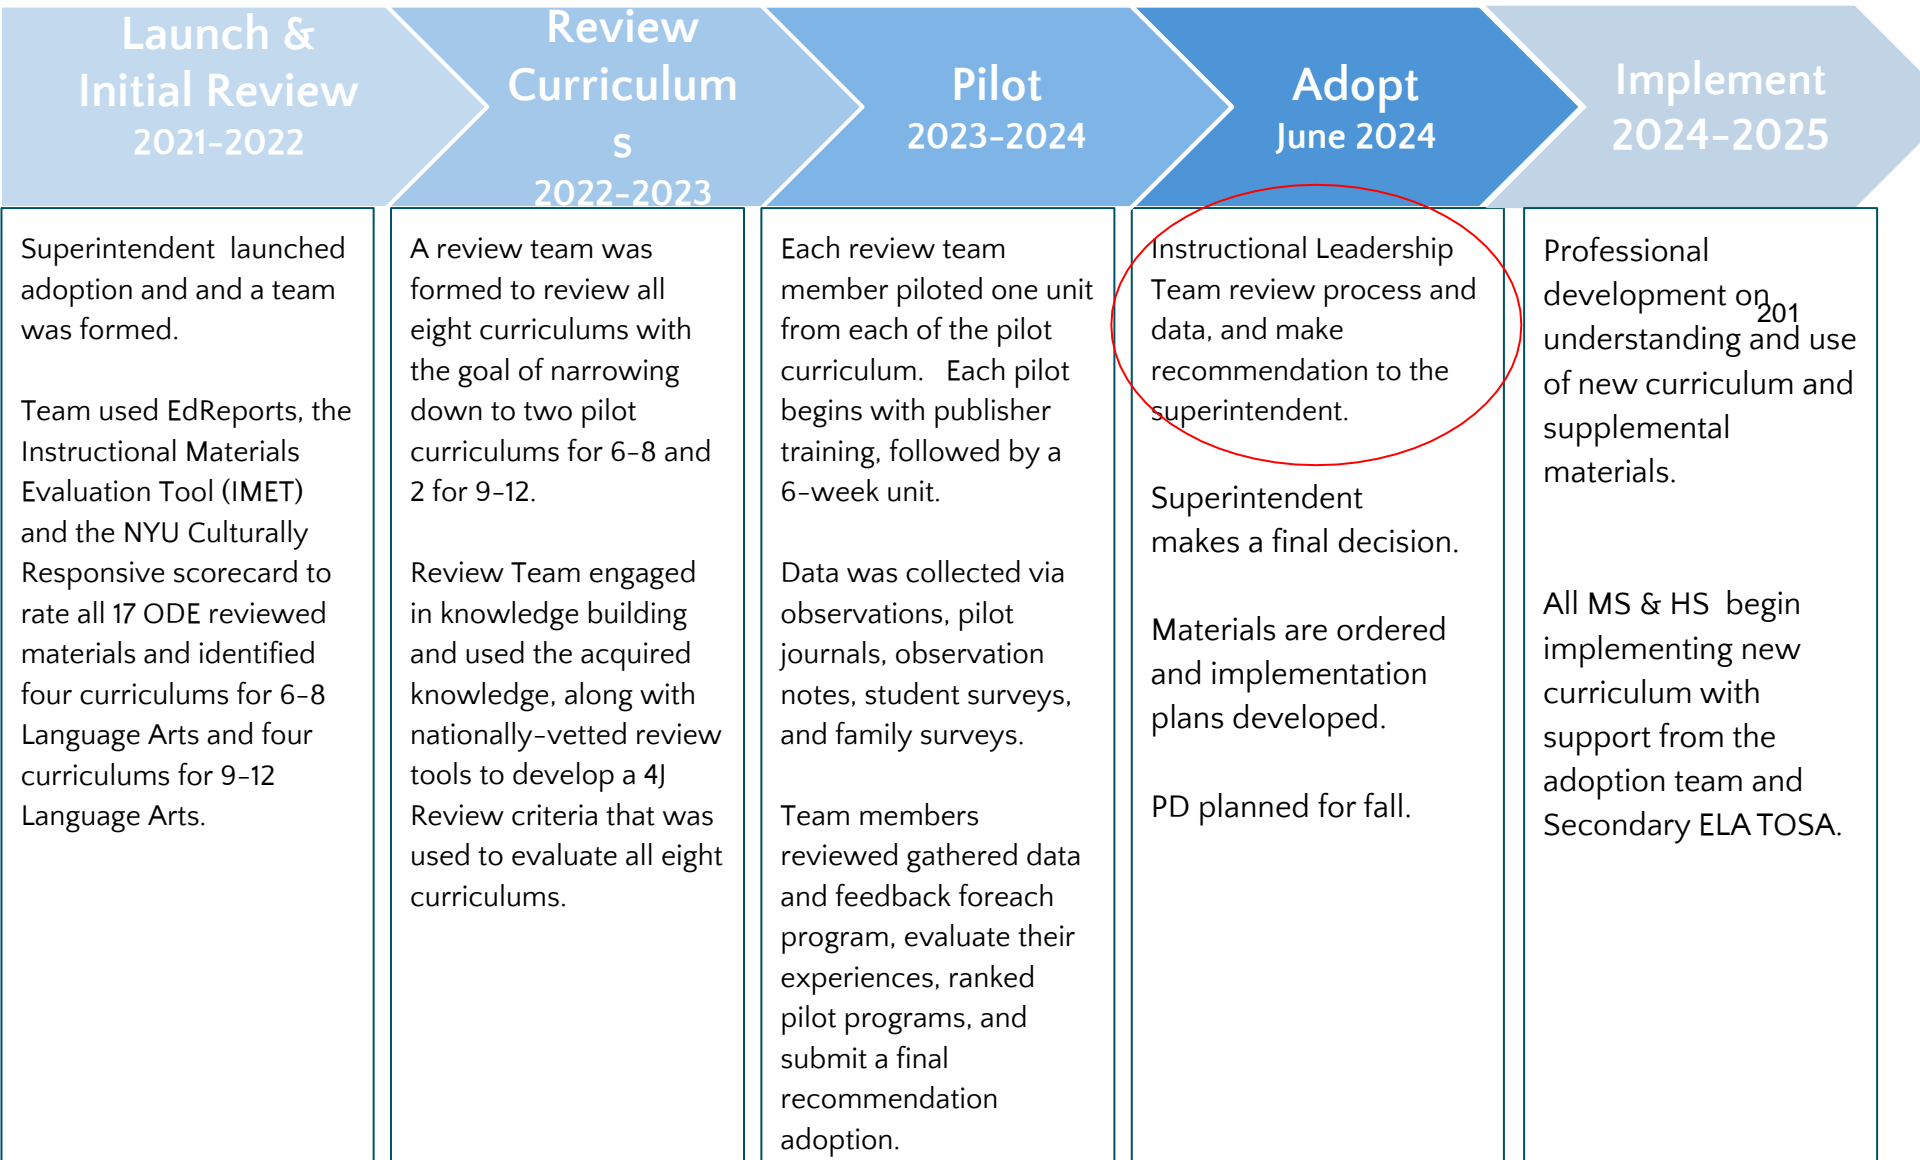 Launch &
Initial Review
2021-2022
Review
Curriculum
s
2022-2023
Pilot
2023-2024
Adopt
June 2024
Implement
2024-2025
Superintendent launched
adoption and and a team
was formed.
Team used EdReports, the
Instructional Materials
Evaluation Tool (IMET)
and the NYU Culturally
Responsive scorecard to
rate all 17 ODE reviewed
materials and identified
four curriculums for 6-8
Language Arts and four
curriculums for 9-12
Language Arts.
A review team was
formed to review all
eight curriculums with
the goal of narrowing
down to two pilot
curriculums for 6-8 and
2 for 9-12.
Review Team engaged
in knowledge building
and used the acquired
knowledge, along with
nationally-vetted review
tools to develop a 4J
Review criteria that was
used to evaluate all eight
curriculums.
Each review team
member piloted one unit
from each of the pilot
curriculum. Each pilot
begins with publisher
training, followed by a
6-week unit.
Data was collected via
observations, pilot
journals, observation
notes, student surveys,
and family surveys.
Team members
reviewed gathered data
and feedback foreach
program, evaluate their
experiences, ranked
pilot programs, and
submit a final
recommendation
adoption.
Instructional Leadership
Team review process and
data, and make
recommendation to the
superintendent.
Superintendent
makes a final decision.
Materials are ordered
and implementation
plans developed.
PD planned for fall.
Professional
development on
201
understanding and use
of new curriculum and
supplemental
materials.
All MS & HS begin
implementing new
curriculum with
support from the
adoption team and
Secondary ELA TOSA.